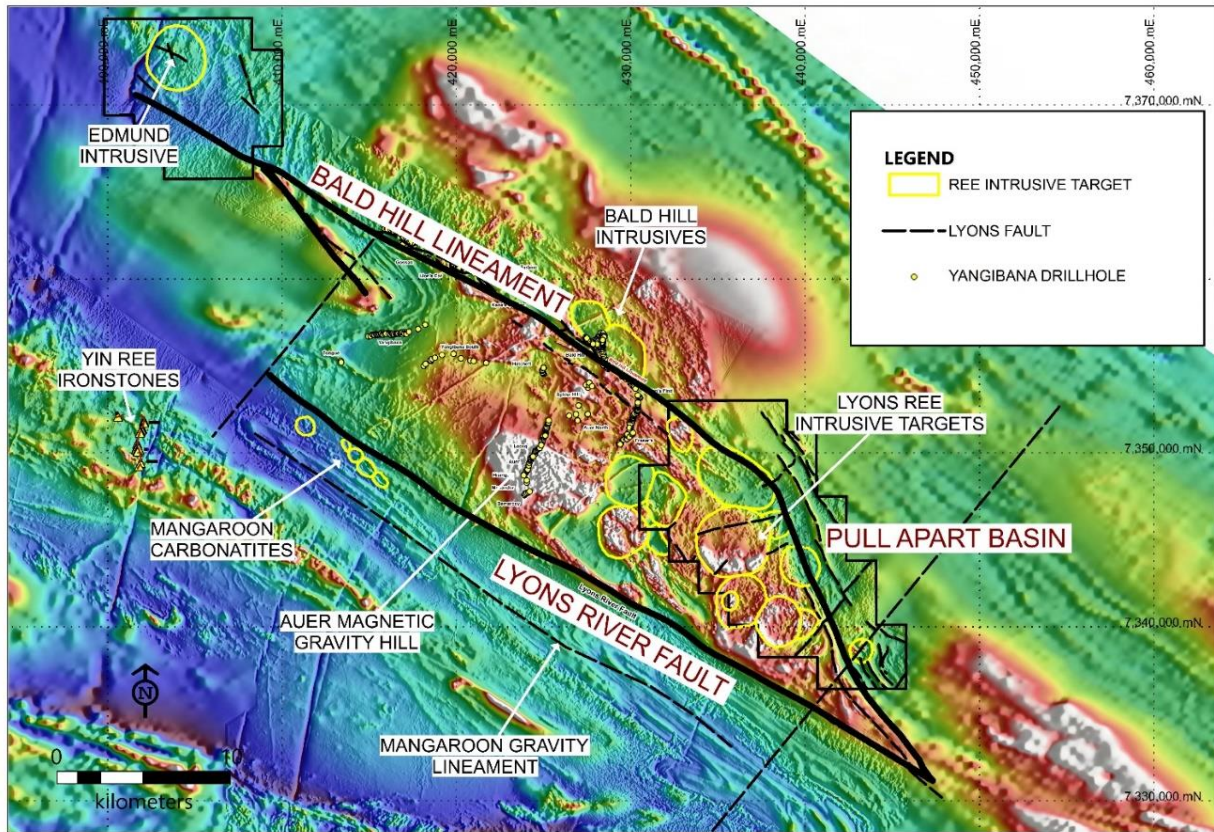 420,000 mE
430,000 mE
440,000 mE
450,000 mE
460,000 mE
7,370,000 mN
EDMUND
INTRUSIVE
LEGEND
REE INTRUSIVE TARGET
LYONS FAULT
YANGIBANA DRILLHOLE
BALD HILL LINEAMENT
BALD HILL
INTRUSIVES
YIN REE
IRONSTONES
LYONS REE
INTRUSIVE TARGETS
7,350,000 mN
MANGAROON
CARBONATITES
PULL APART BASIN
AUER MAGNETIC
GRAVITY HILL
Lyons River Fault
LYONS RIVER FAULT
7,340,000 mN
N
MANGAROON GRAVITY
LINEAMENT
0
10
kilometers
7,330,000 mN